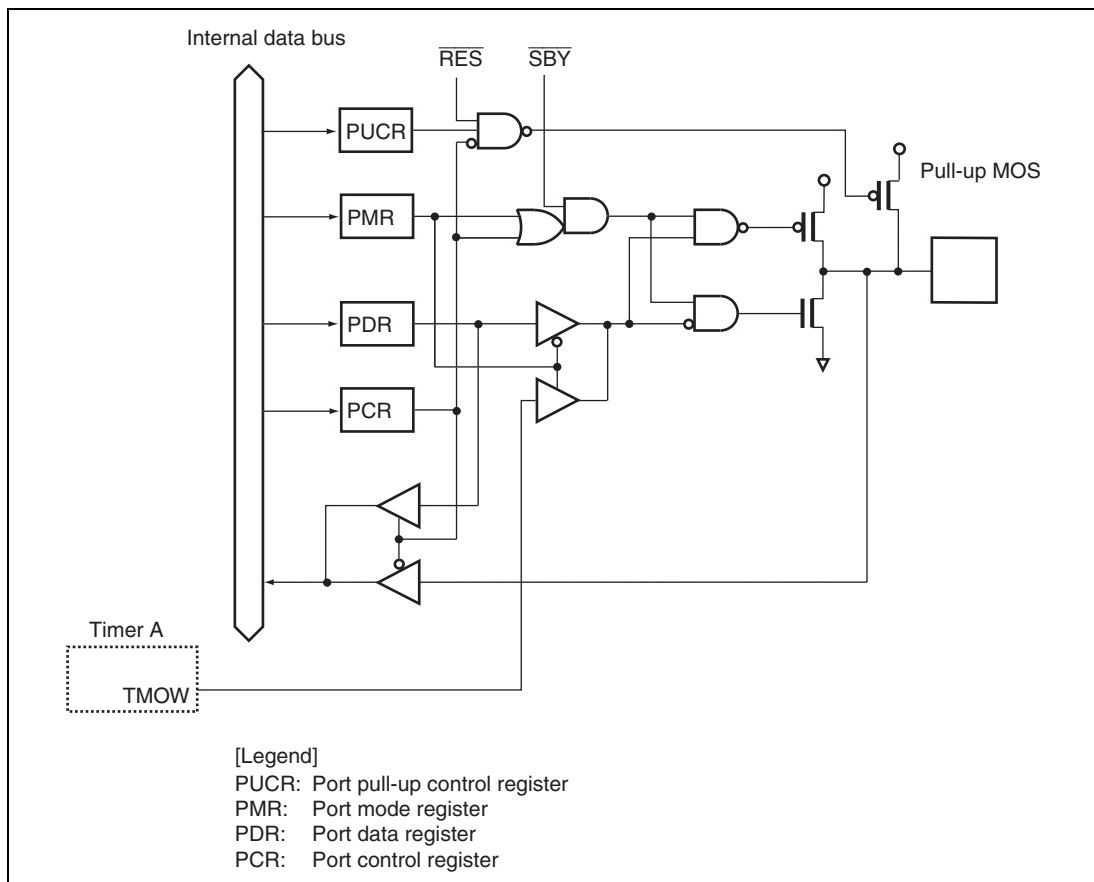 Internal data bus
RES
SBY
PUCR
Pull-up MOS
PMR
PDR
PCR
Timer A
TMOW
[Legend]
PUCR: Port pull-up control register
PMR: Port mode register
PDR: Port data register
PCR: Port control register